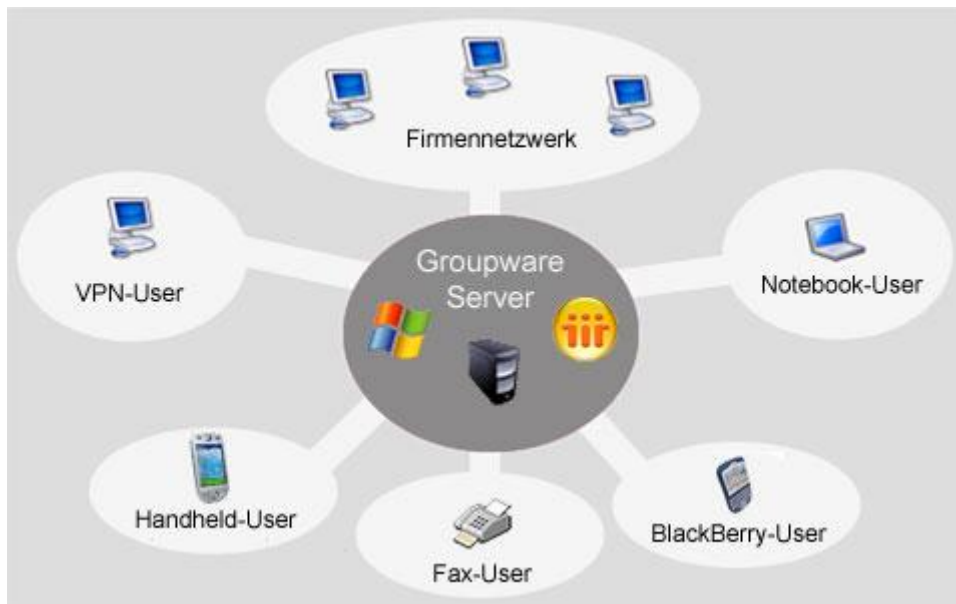 Firmennetzwerk
VPN-User
Groupware
Server
Notebook-User
Handheld-User
Fax-User
BlackBerry-User